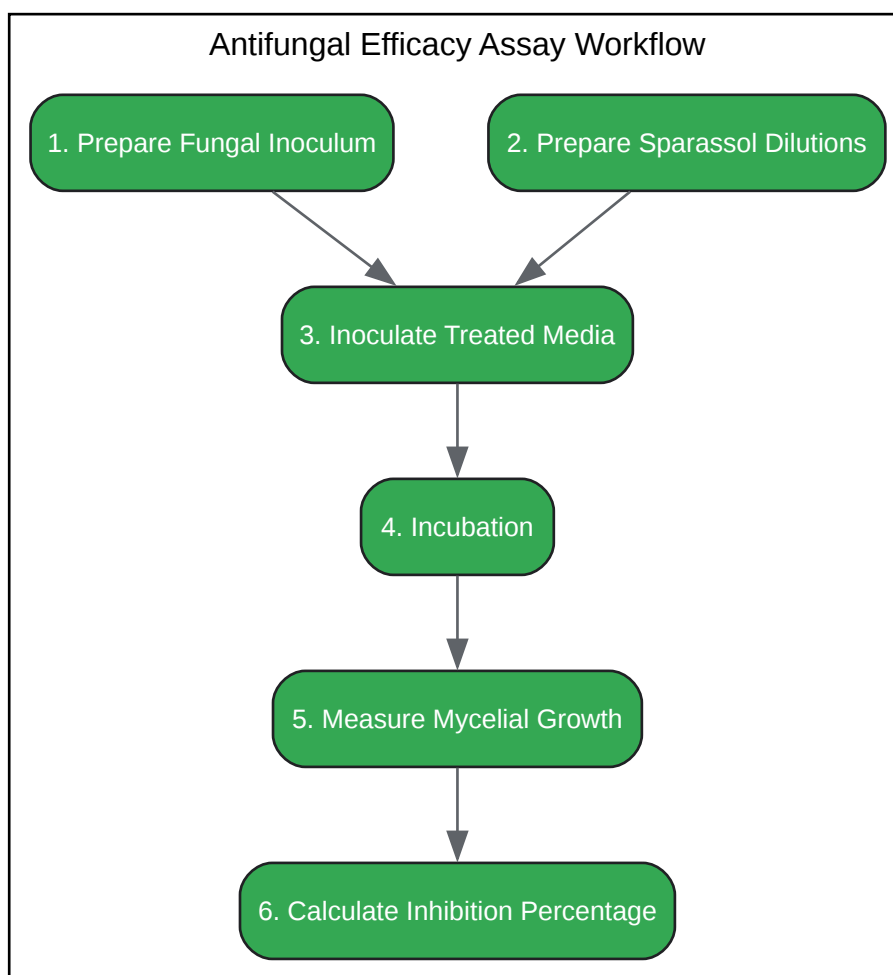 Antifungal Efficacy Assay Workflow
1. Prepare Fungal Inoculum
2. Prepare Sparassol Dilutions
3. Inoculate Treated Media
4. Incubation
5. Measure Mycelial Growth
6. Calculate Inhibition Percentage